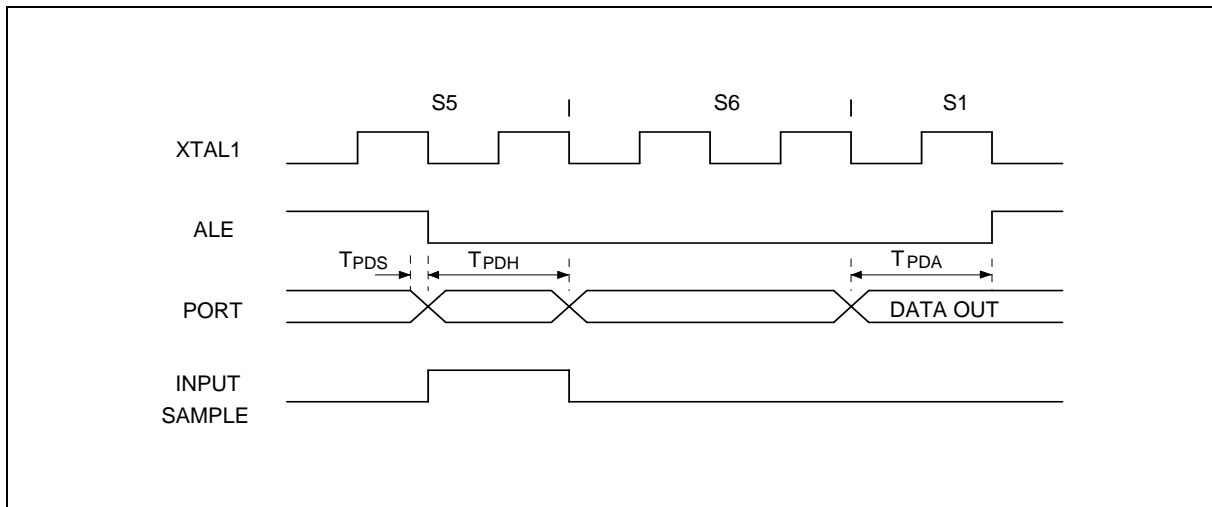 S5 | S6 | S1
XTAL1
ALE
TPDS TPDH TPDA
PORT DATA OUT
INPUT
SAMPLE